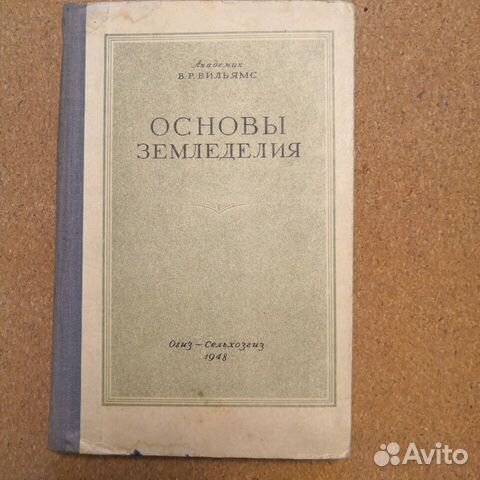 Академик
В.Р.ВИЛЬЯМС
ОСНОВЫ
ЗЕМЛЕДЕЛИЯ
Огиз – Сельхозгиз
1948
Avito